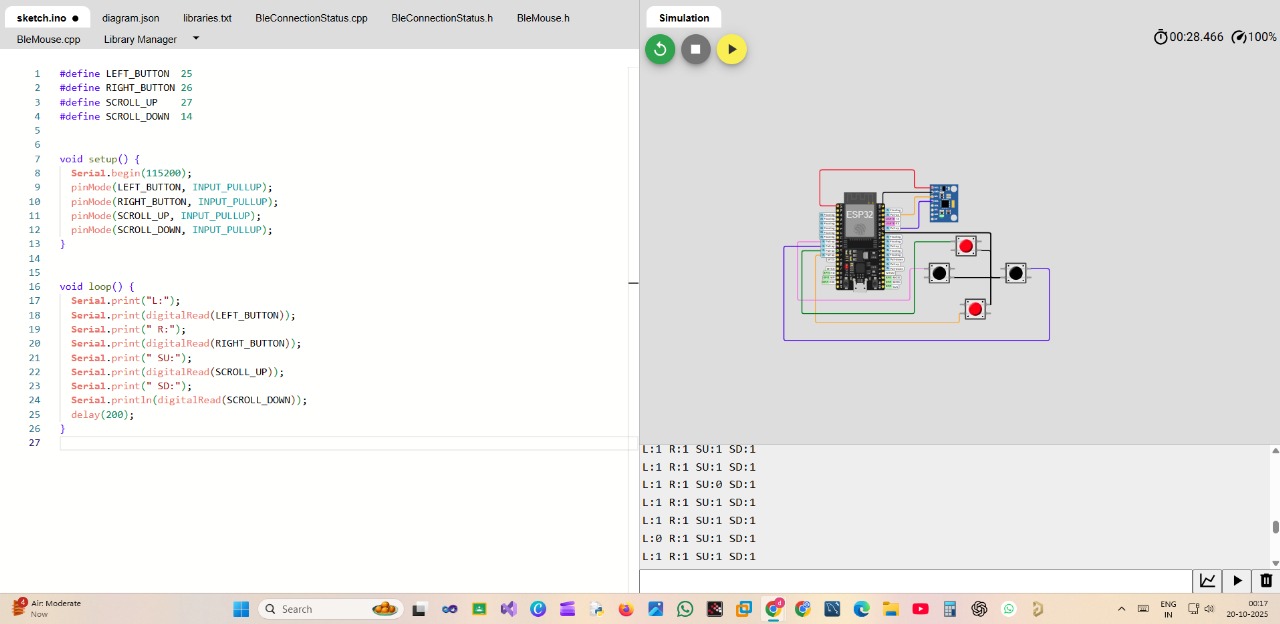 sketch.ino ● diagram.json libraries.txt BleConnectionStatus.cpp BleConnectionStatus.h BleMouse.h
BleMouse.cpp Library Manager
1 #define LEFT_BUTTON 25
2 #define RIGHT_BUTTON 26
3 #define SCROLL_UP 27
4 #define SCROLL_DOWN 14
5
6
7 void setup() {
8 Serial.begin(115200);
9 pinMode(LEFT_BUTTON, INPUT_PULLUP);
10 pinMode(RIGHT_BUTTON, INPUT_PULLUP);
11 pinMode(SCROLL_UP, INPUT_PULLUP);
12 pinMode(SCROLL_DOWN, INPUT_PULLUP);
13 }
14
15
16 void loop() {
17 Serial.print("L:");
18 Serial.print(digitalRead(LEFT_BUTTON));
19 Serial.print(" R:");
20 Serial.print(digitalRead(RIGHT_BUTTON));
21 Serial.print(" SU:");
22 Serial.print(digitalRead(SCROLL_UP));
23 Serial.print(" SD:");
24 Serial.println(digitalRead(SCROLL_DOWN));
25 delay(200);
26 }
27
Simulation
00:28.466 100%
ESP32
L:1 R:1 SU:1 SD:1
L:1 R:1 SU:1 SD:1
L:1 R:1 SU:0 SD:1
L:1 R:1 SU:1 SD:1
L:1 R:1 SU:1 SD:1
L:0 R:1 SU:1 SD:1
L:1 R:1 SU:1 SD:1
4 Air: Moderate
Now
Search
ENG
IN
00:17
20-10-2025